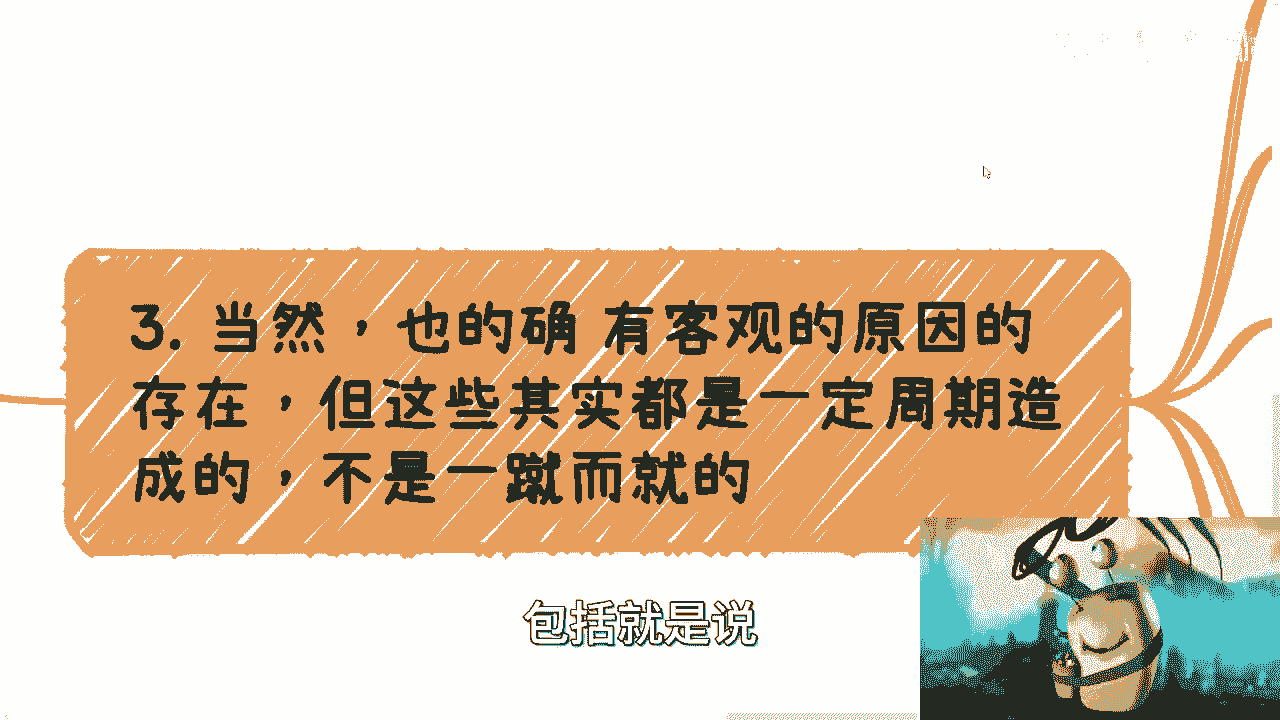 3. 当然，也的确 有客观的原因的
存在，但这些其实都是一定周期造
成的，不是一蹴而就的
包括就是说